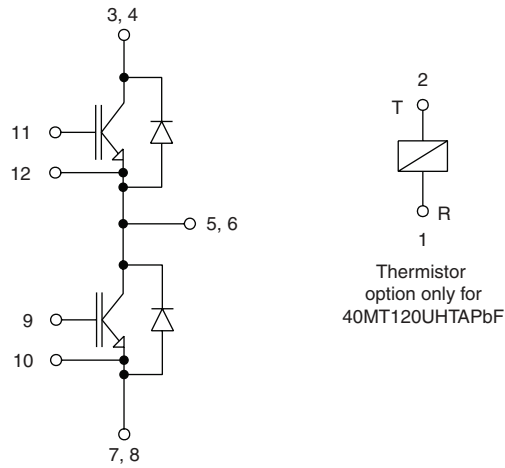 3, 4
11
12
5, 6
9
10
7, 8
2
T
R
1
Thermistor
option only for
40MT120UHTAPbF